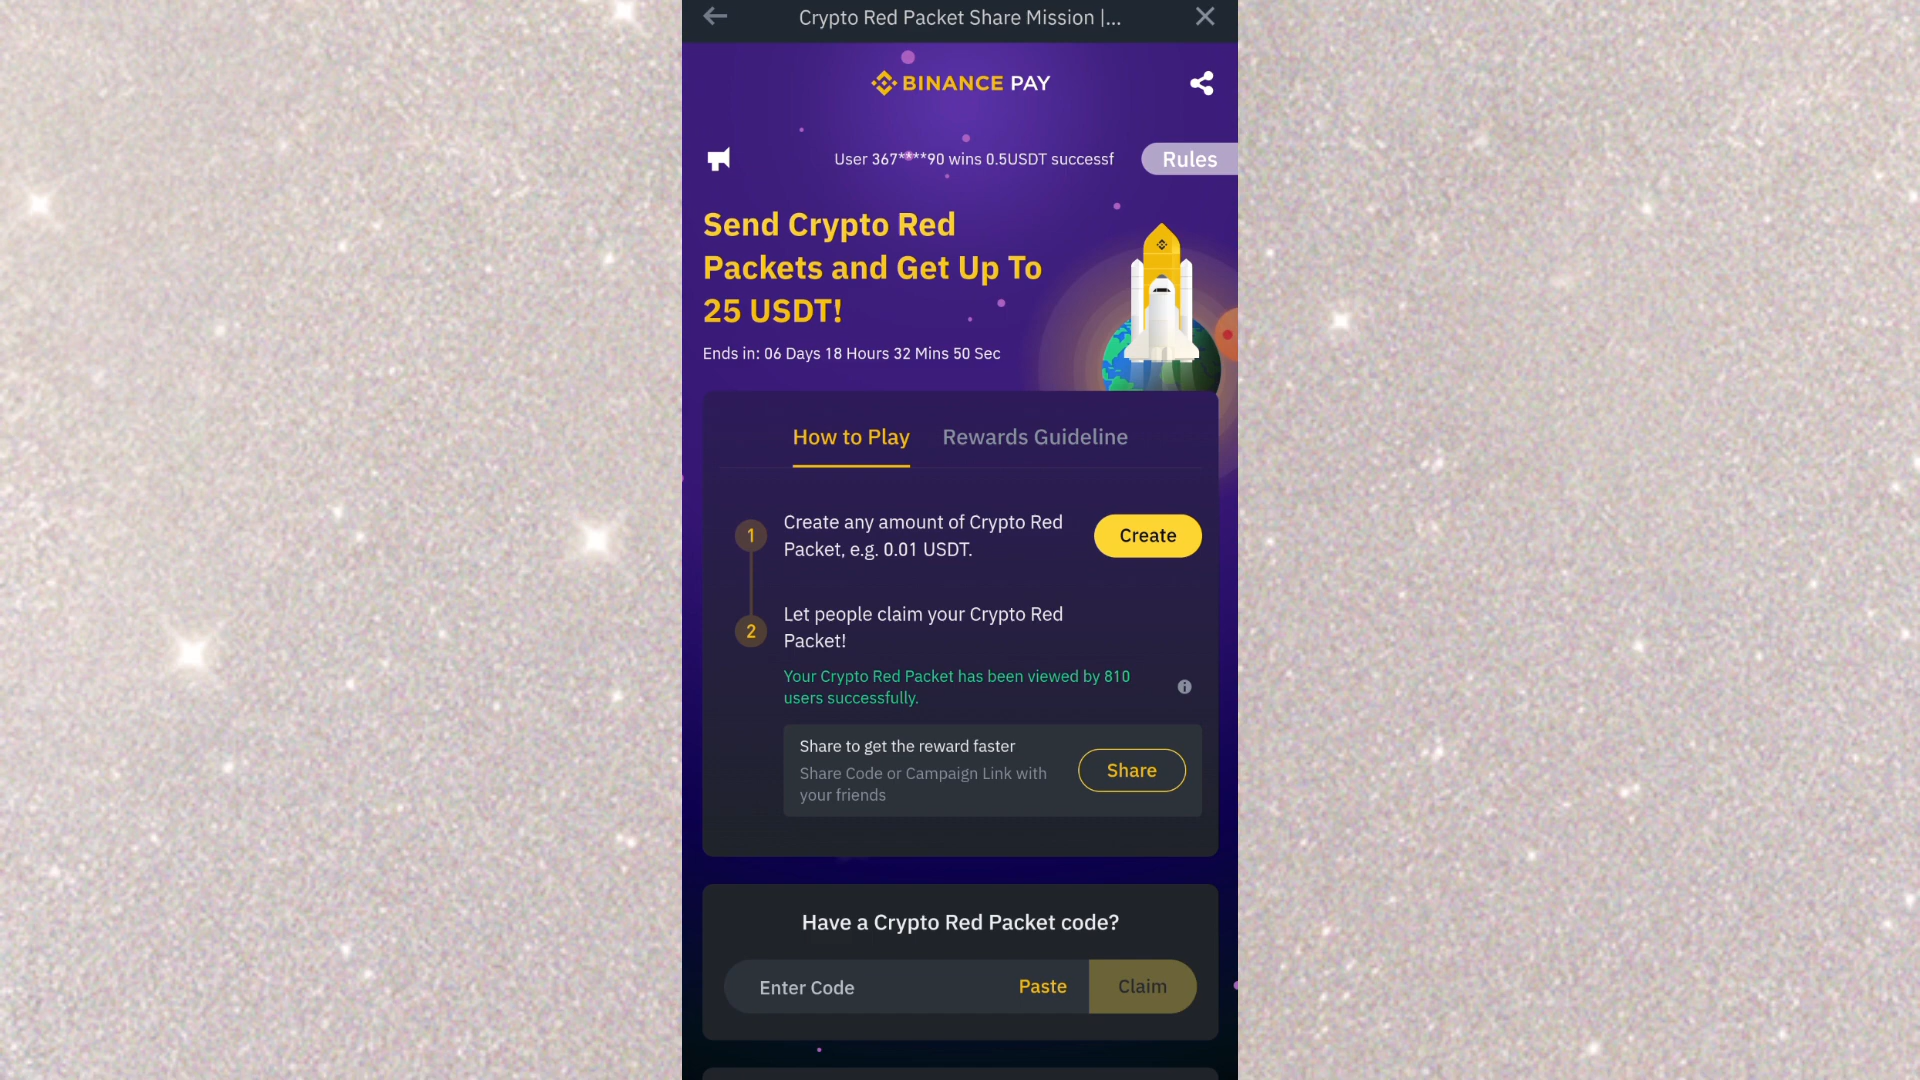 Crypto Red Packet Share Mission |...
BINANCE PAY
User 367****90 wins 0.5USDT successf
Rules
Send Crypto Red
Packets and Get Up To
25 USDT!
Ends in: 06 Days 18 Hours 32 Mins 50 Sec
How to Play
Rewards Guideline
1
Create any amount of Crypto Red
Packet, e.g. 0.01 USDT.
Create
2
Let people claim your Crypto Red
Packet!
Your Crypto Red Packet has been viewed by 810
users successfully.
Share to get the reward faster
Share Code or Campaign Link with
your friends
Share
Have a Crypto Red Packet code?
Enter Code
Paste
Claim